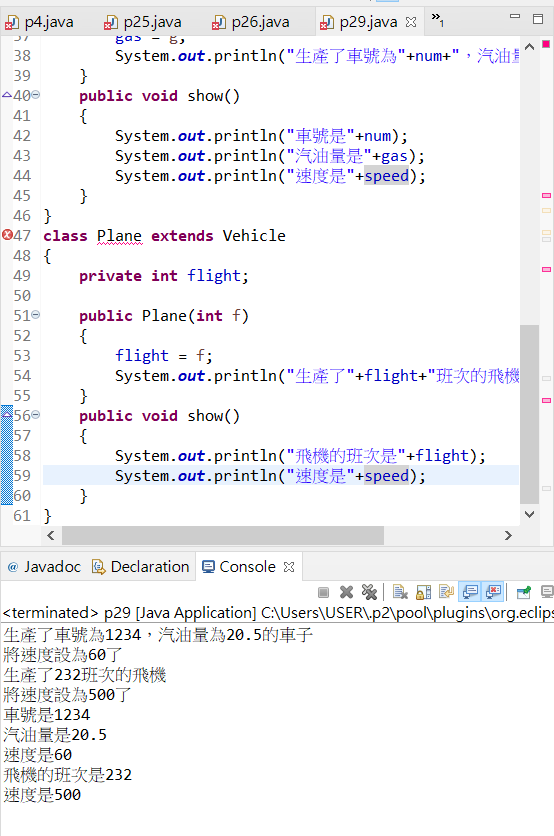 p4.java p25.java p26.java p29.java »1
37 gas = g;
38 System.out.println("生產了車號為"+num+"，汽油量
39 }
40 public void show()
41 {
42 System.out.println("車號是"+num);
43 System.out.println("汽油量是"+gas);
44 System.out.println("速度是"+speed);
45 }
46 }
47 class Plane extends Vehicle
48 {
49 private int flight;
50
51 public Plane(int f)
52 {
53 flight = f;
54 System.out.println("生產了"+flight+"班次的飛機
55 }
56 public void show()
57 {
58 System.out.println("飛機的班次是"+flight);
59 System.out.println("速度是"+speed);
60 }
61 }
@ Javadoc Declaration Console
<terminated> p29 [Java Application] C:\Users\USER\.p2\pool\plugins\org.eclips
生產了車號為1234，汽油量為20.5的車子
將速度設為60了
生產了232班次的飛機
將速度設為500了
車號是1234
汽油量是20.5
速度是60
飛機的班次是232
速度是500